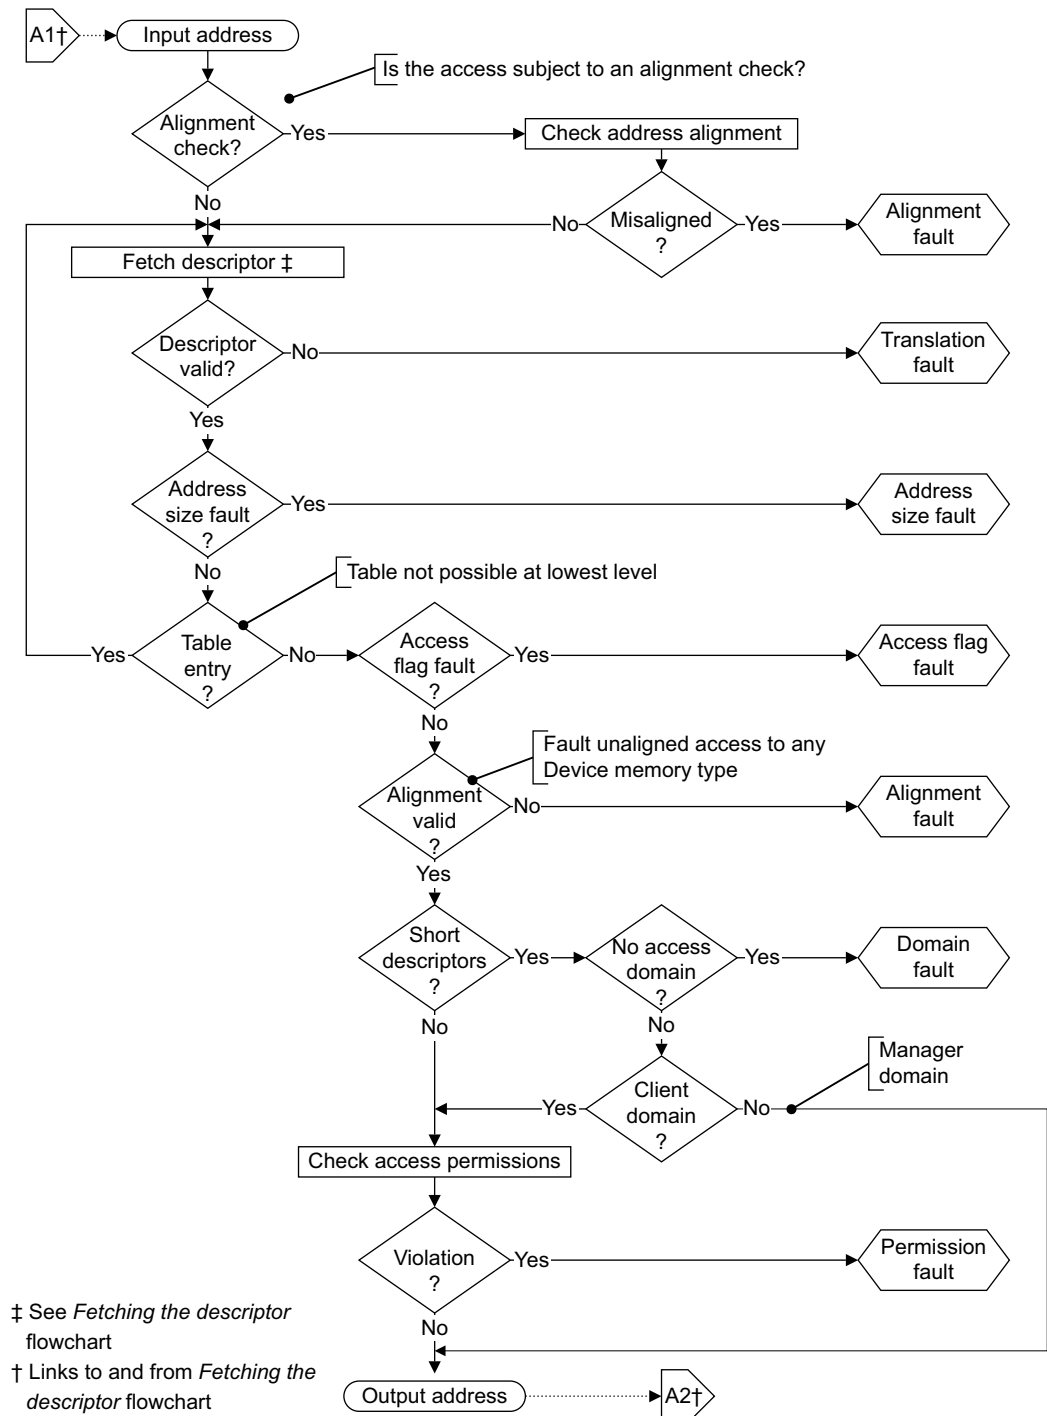 A1†
Input address
Is the access subject to an alignment check?
Alignment
check?
Yes
Check address alignment
No
Misaligned
?
No
Yes
Alignment
fault
Fetch descriptor ‡
Descriptor
valid?
No
Translation
fault
Yes
Address
size fault
?
Yes
Address
size fault
No
Table not possible at lowest level
Table
entry
?
Yes
No
Access
flag fault
?
Yes
Access flag
fault
No
Fault unaligned access to any
Device memory type
Alignment
valid
?
No
Alignment
fault
Yes
Short
descriptors
?
Yes
No access
domain
?
Yes
Domain
fault
No
No
Manager
domain
Client
domain
?
Yes
No
Check access permissions
Violation
?
Yes
Permission
fault
No
‡ See Fetching the descriptor
flowchart
† Links to and from Fetching the
descriptor flowchart
Output address
A2†